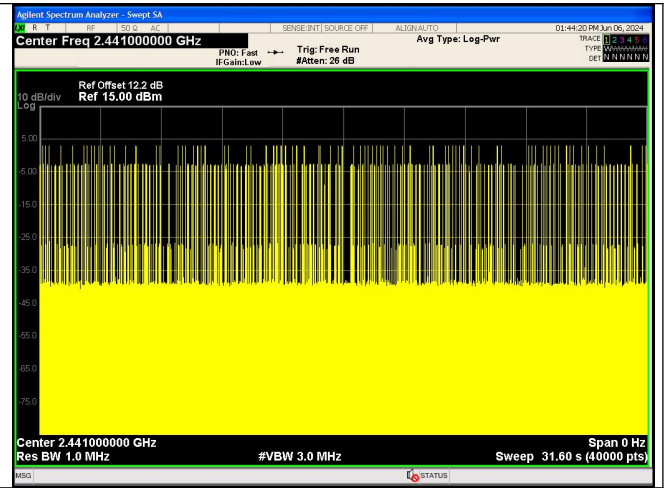 Agilent Spectrum Analyzer - Swept SA
LXI R T RF 50 Ω AC SENSE:INT SOURCE OFF ALIGN AUTO 01:44:20 PM Jun 06, 2024
Center Freq 2.441000000 GHz Avg Type: Log-Pwr TRACE 1 2 3 4 5 6
PNO: Fast Trig: Free Run TYPE W
IFGain:Low #Atten: 26 dB DET N N N N N N
Ref Offset 12.2 dB
10 dB/div Ref 15.00 dBm
Log
5.00
-5.00
-15.0
-25.0
-35.0
-45.0
-55.0
-65.0
-75.0
Center 2.441000000 GHz Span 0 Hz
Res BW 1.0 MHz #VBW 3.0 MHz Sweep 31.60 s (40000 pts)
MSG STATUS